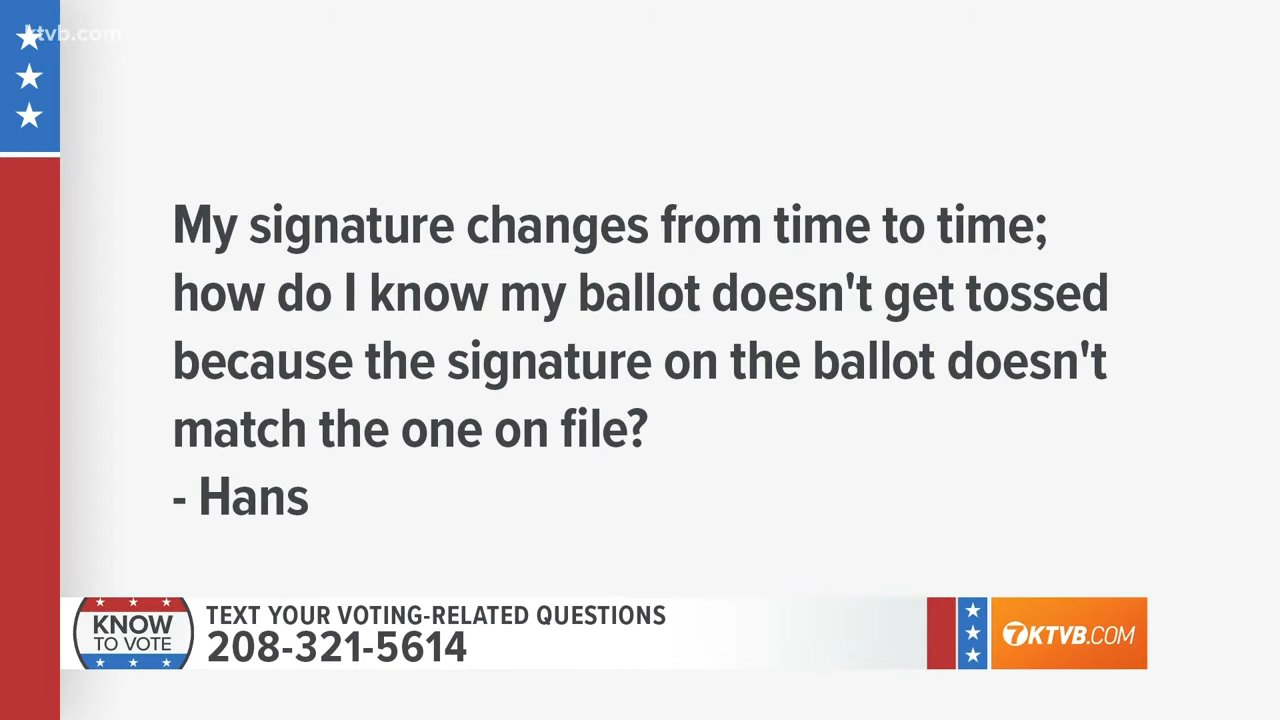 ktvb.com
My signature changes from time to time;
how do I know my ballot doesn't get tossed
because the signature on the ballot doesn't
match the one on file?
- Hans
KNOW
TO VOTE
TEXT YOUR VOTING-RELATED QUESTIONS
208-321-5614
7KTVB.COM